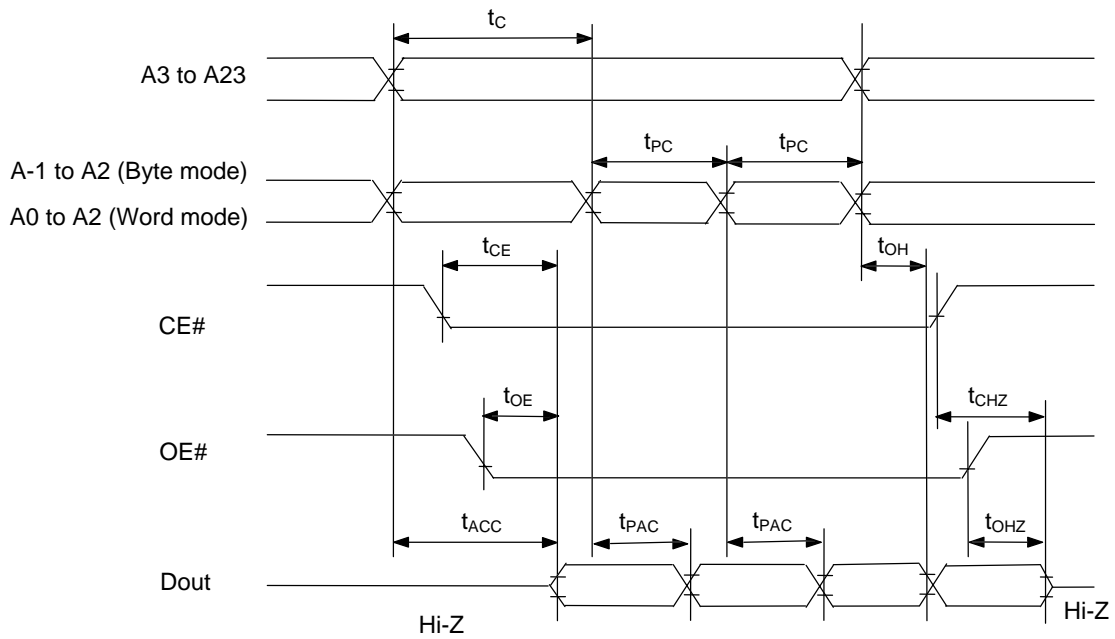 tC
A3 to A23
tPC tPC
A-1 to A2 (Byte mode)
A0 to A2 (Word mode)
tCE tOH
CE#
tOE tCHZ
OE#
tACC tPAC tPAC tOHZ
Dout
Hi-Z Hi-Z